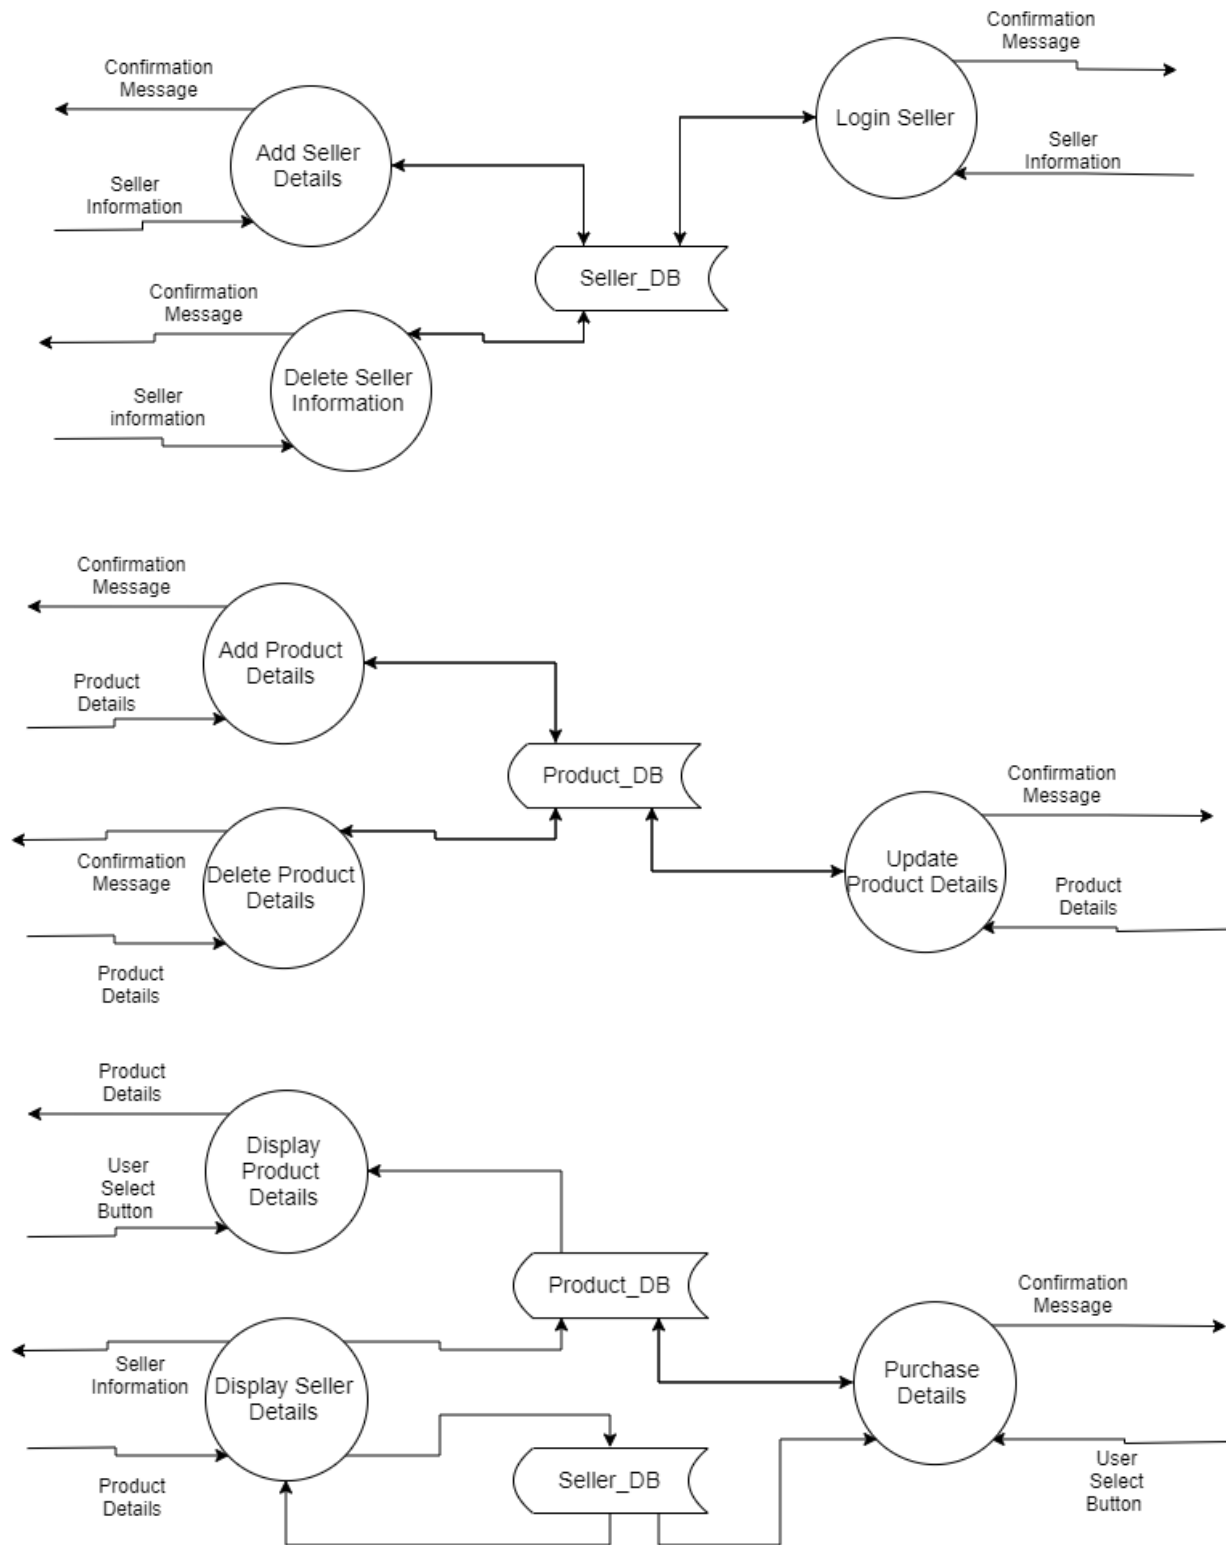 Confirmation
Message
Add Seller
Details
Seller
Information
Confirmation
Message
Login Seller
Seller
Information
Seller_DB
Confirmation
Message
Delete Seller
Information
Seller
information
Confirmation
Message
Add Product
Details
Product
Details
Product_DB
Confirmation
Message
Delete Product
Details
Product
Details
Confirmation
Message
Update
Product Details
Product
Details
Product
Details
Display
Product
Details
User
Select
Button
Product_DB
Seller
Information
Display Seller
Details
Product
Details
Seller_DB
Confirmation
Message
Purchase
Details
User
Select
Button